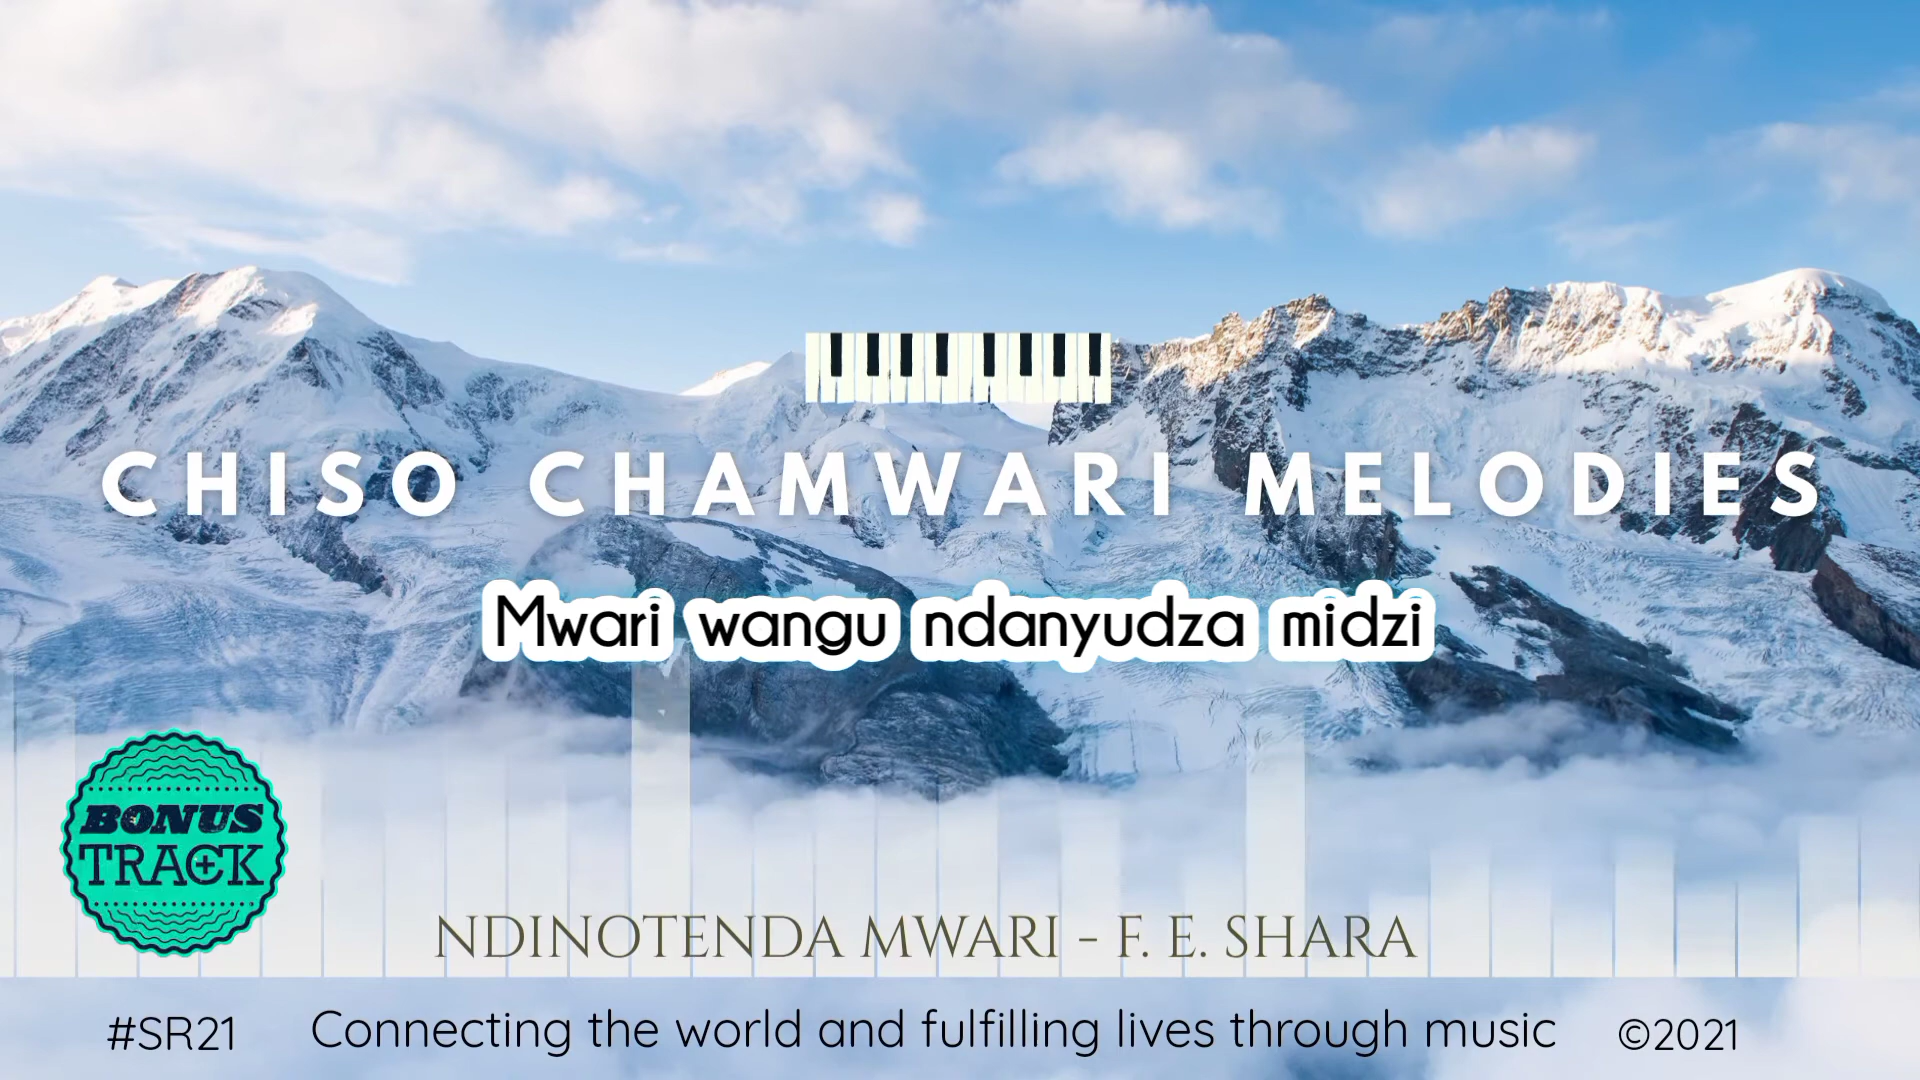 CHISO CHAMWARI MELODIES
Mwari wangu ndanyudza midzi
BONUS
TRACK
NDINOTENDA MWARI - F. E. SHARA
#SR21 Connecting the world and fulfilling lives through music ©2021